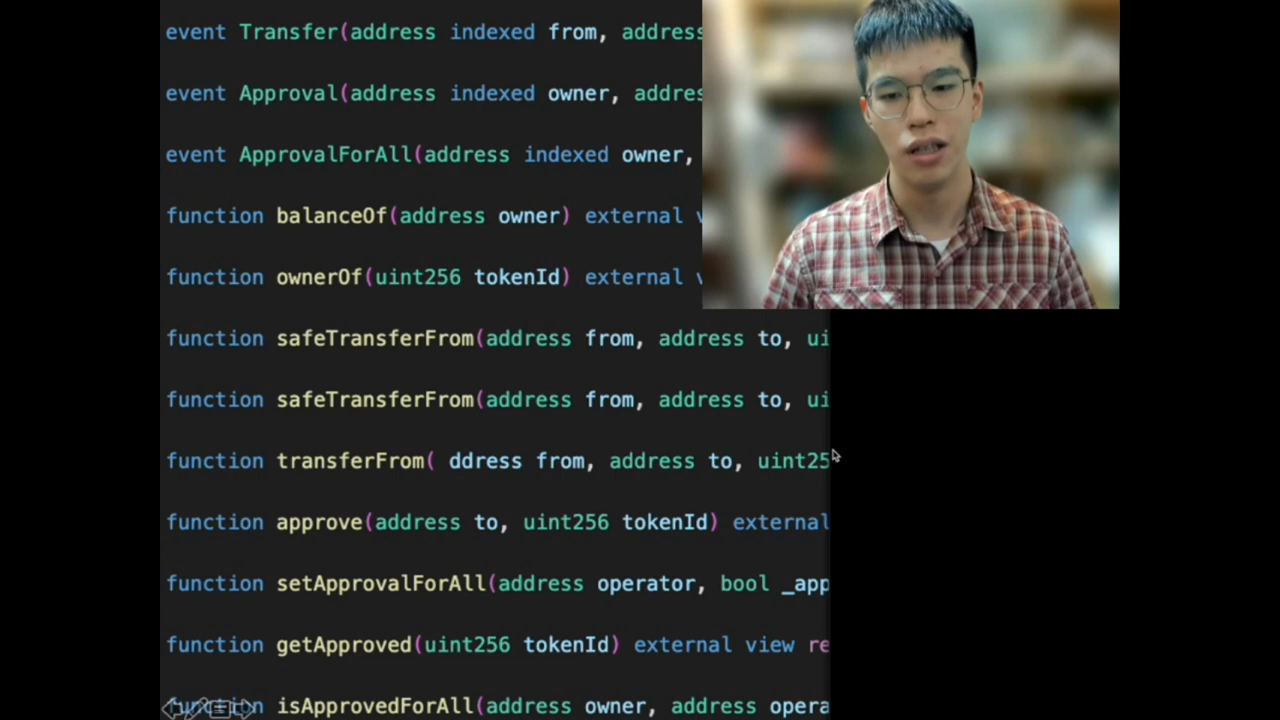 event Transfer(address indexed from, address
event Approval(address indexed owner, addres
event ApprovalForAll(address indexed owner,
function balanceOf(address owner) external v
function ownerOf(uint256 tokenId) external v
function safeTransferFrom(address from, address to, ui
function safeTransferFrom(address from, address to, ui
function transferFrom( ddress from, address to, uint25
function approve(address to, uint256 tokenId) external
function setApprovalForAll(address operator, bool _app
function getApproved(uint256 tokenId) external view re
function isApprovedForAll(address owner, address opera